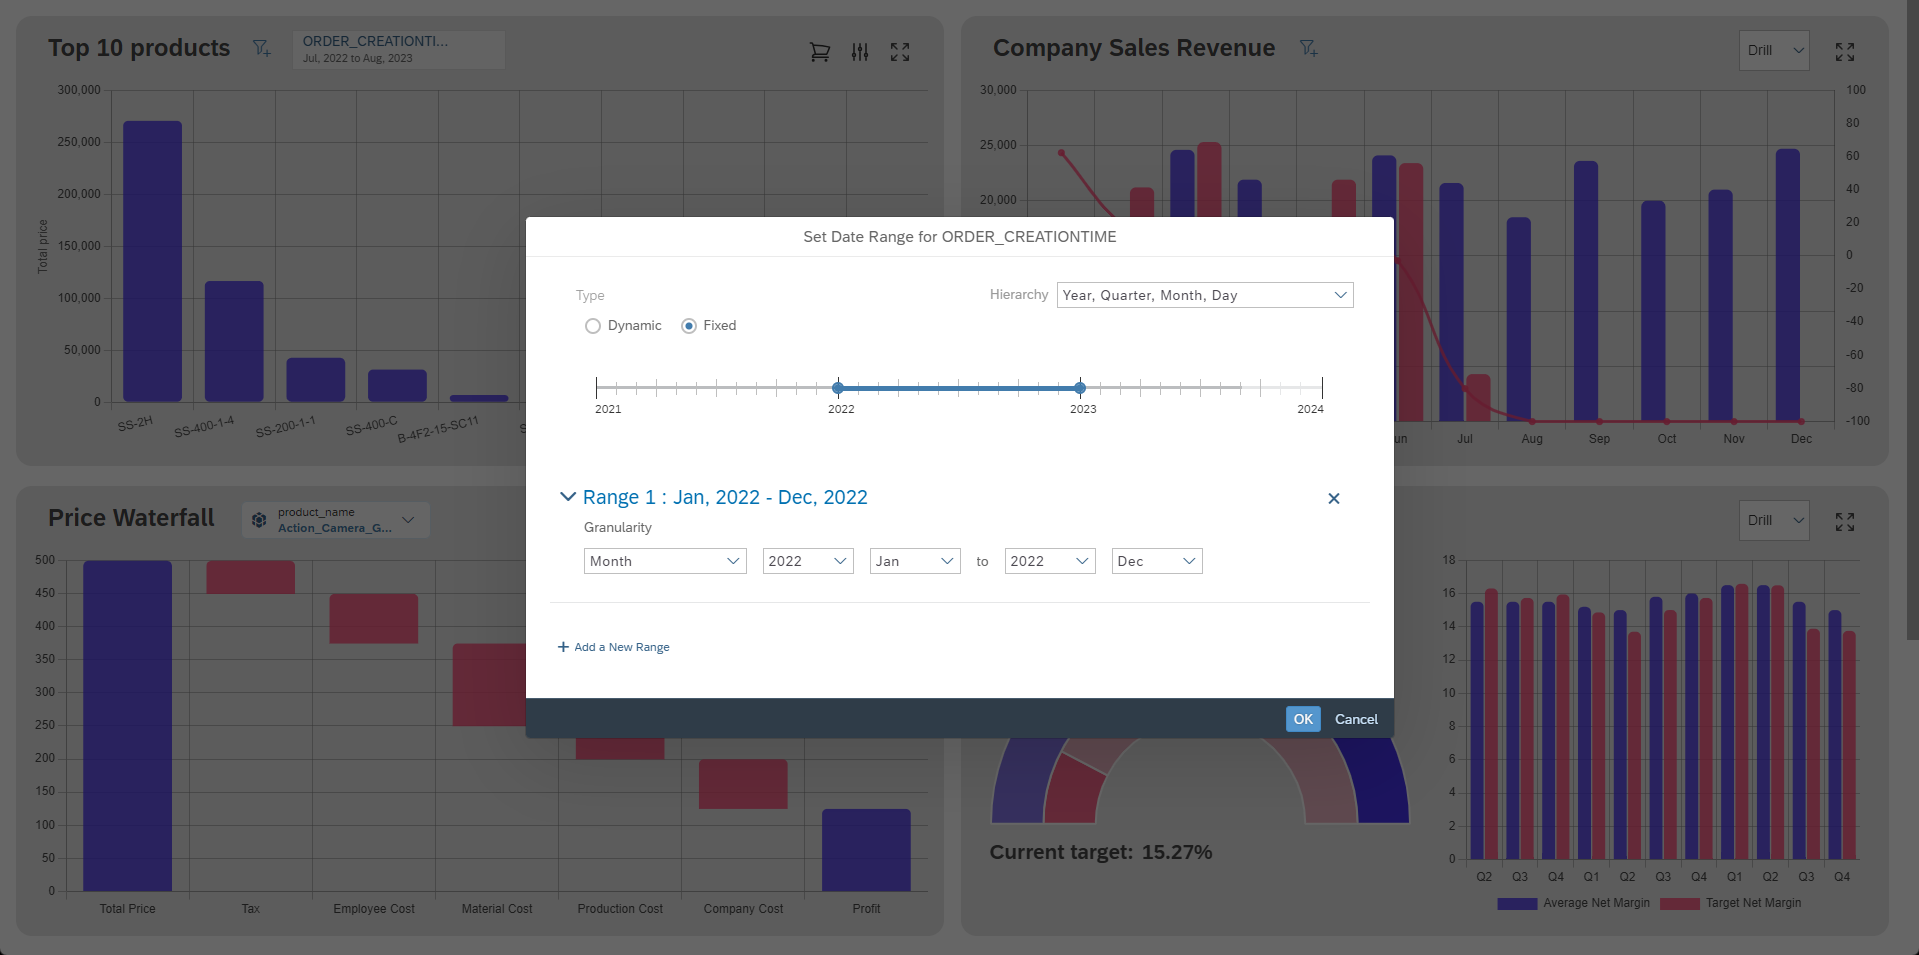 Top 10 products
ORDER_CREATIONTI...
Jul, 2022 to Aug, 2023
300,000
250,000
200,000
150,000
100,000
50,000
0
Total price
SS-2H
SS-400-1-4
SS-200-1-1
SS-400-C
B-4F2-15-SC11
Company Sales Revenue
Drill
30,000
25,000
20,000
100
80
60
40
20
0
-20
-40
-60
-80
-100
un
Jul
Aug
Sep
Oct
Nov
Dec
Set Date Range for ORDER_CREATIONTIME
Type
Hierarchy
Year, Quarter, Month, Day
Dynamic
Fixed
2021
2022
2023
2024
Range 1 : Jan, 2022 - Dec, 2022
Granularity
Month
2022
Jan
to
2022
Dec
Add a New Range
OK
Cancel
Price Waterfall
product_name
Action_Camera_G...
500
450
400
350
300
250
200
150
100
50
0
Total Price
Tax
Employee Cost
Material Cost
Production Cost
Company Cost
Profit
Current target: 15.27%
Drill
18
16
14
12
10
8
6
4
2
0
Q2
Q3
Q4
Q1
Q2
Q3
Q4
Q1
Q2
Q3
Q4
Average Net Margin
Target Net Margin